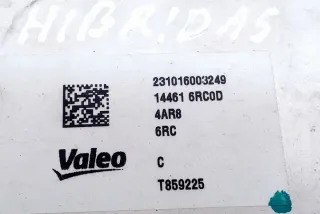 HIBRIDAS
231016003249
14461 6RC0D
4AR8
6RC
Valeo
C
T859225